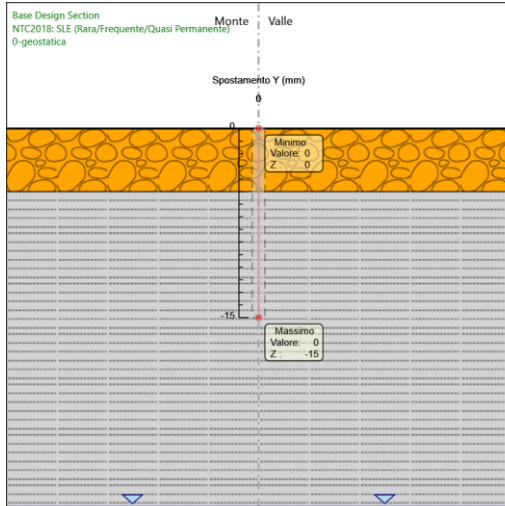 Base Design Section
NTC2018: SLE (Rara/Frequente/Quasi Permanente)
0-geostatica
Monte
Valle
Spostamento Y (mm)
0
0
Minimo
Valore: 0
Z : 0
-15
Massimo
Valore: 0
Z : -15